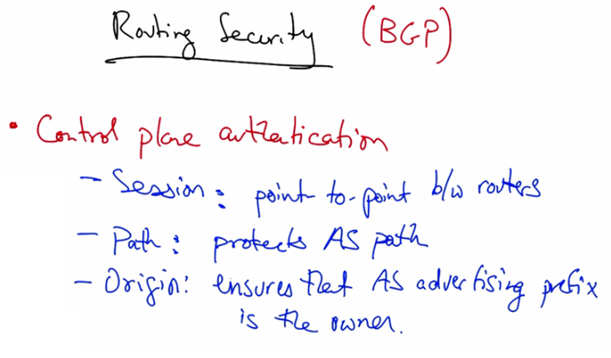 Routing Security (BGP)
• Control plane authentication
- Session: point-to-point b/w routers
- Path: protects AS path
- Origin: ensures that AS advertising prefix
is the owner.